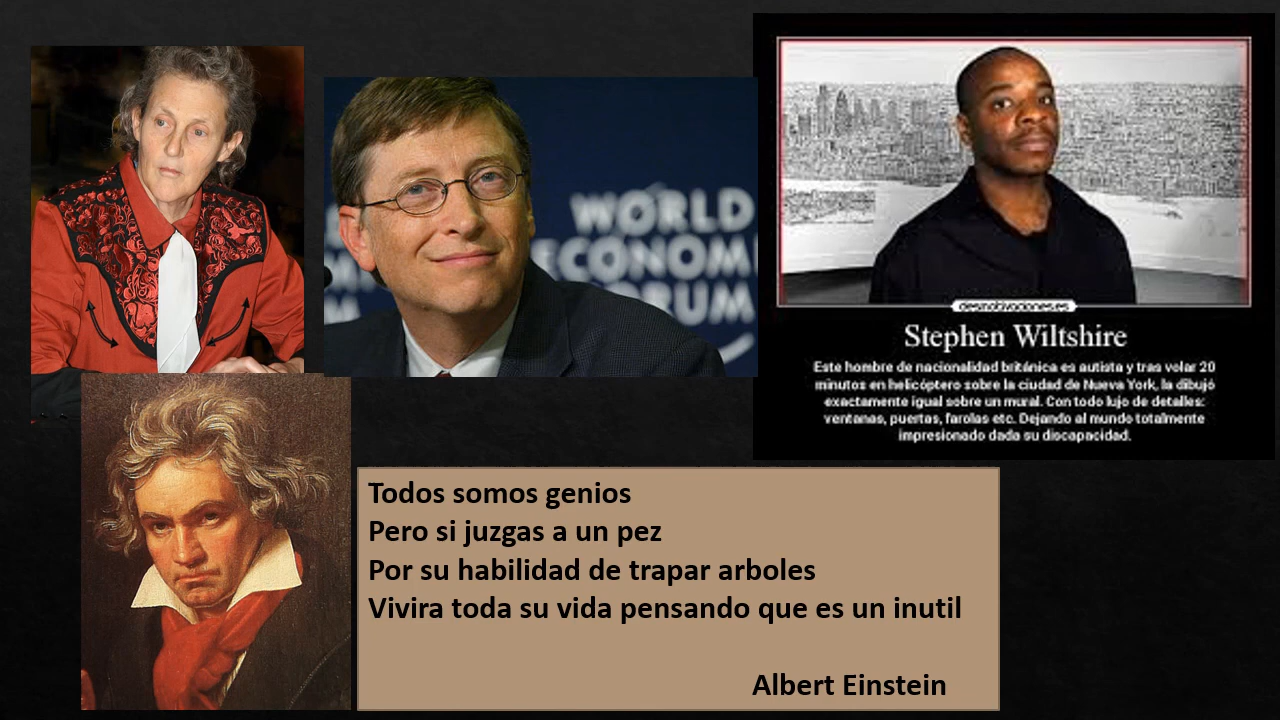 WORLD
ECONOM
FORUM
M
desmotivaciones.es
Stephen Wiltshire
Este hombre de nacionalidad británica es autista y tras volar 20
minutos en helicóptero sobre la ciudad de Nueva York, la dibujó
exactamente igual sobre un mural. Con todo lujo de detalles:
ventanas, puertas, farolas etc. Dejando al mundo totalmente
impresionado dada su discapacidad.
Todos somos genios
Pero si juzgas a un pez
Por su habilidad de trapar arboles
Vivira toda su vida pensando que es un inutil
Albert Einstein